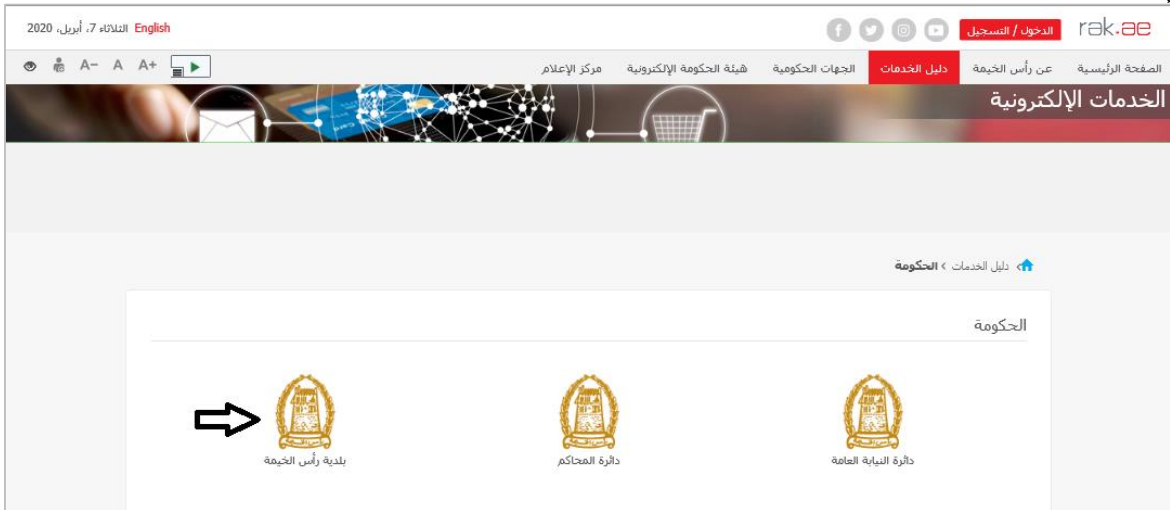 rak.ae
الدخول / التسجيل
English الثلاثاء 7، أبريل، 2020
الصفحة الرئيسية عن رأس الخيمة دليل الخدمات الجهات الحكومية هيئة الحكومة الإلكترونية مركز الإعلام
A+ A A-
الخدمات الإلكترونية
دليل الخدمات › الحكومة
الحكومة
دائرة النيابة العامة دائرة المحاكم بلدية رأس الخيمة